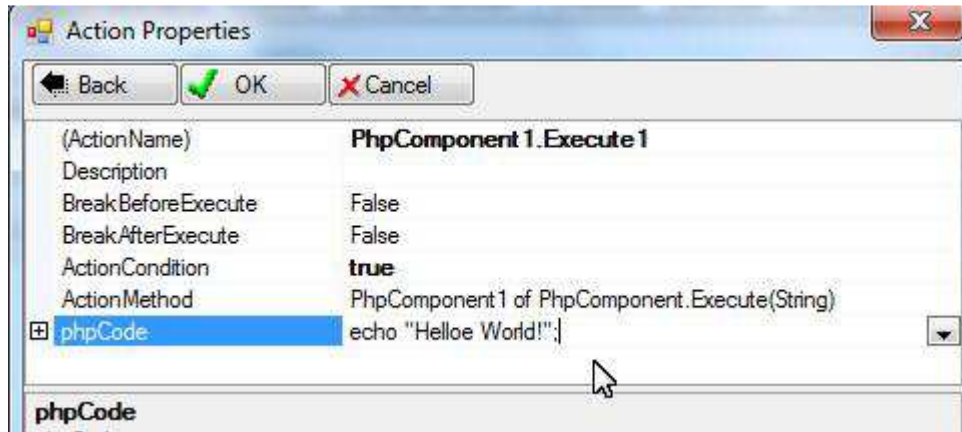 Action Properties
Back OK Cancel
(ActionName) PhpComponent1.Execute1
Description
BreakBeforeExecute False
BreakAfterExecute False
ActionCondition true
ActionMethod PhpComponent1 of PhpComponent.Execute(String)
phpCode echo "Helloe World!";
phpCode